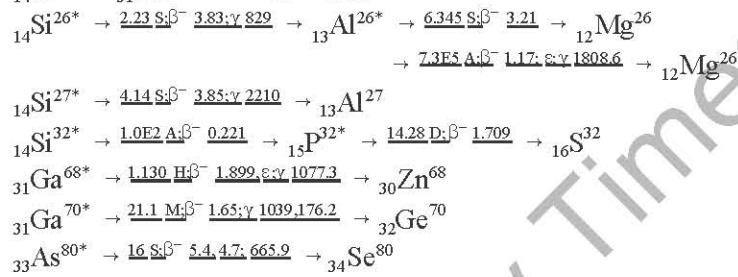 ₁₄Si²⁶* → 2.23 S;β⁻ 3.83;γ 829 → ₁₃Al²⁶* → 6.345 S;β⁻ 3.21 → ₁₂Mg²⁶
→ 7.3E5 A;β⁻ 1.17; ε;γ 1808.6 → ₁₂Mg²⁶
₁₄Si²⁷* → 4.14 S;β⁻ 3.85;γ 2210 → ₁₃Al²⁷
₁₄Si³²* → 1.0E2 A;β⁻ 0.221 → ₁₅P³²* → 14.28 D;β⁻ 1.709 → ₁₆S³²
₃₁Ga⁶⁸* → 1.130 H;β⁻ 1.899,ε;γ 1077.3 → ₃₀Zn⁶⁸
₃₁Ga⁷⁰* → 21.1 M;β⁻ 1.65;γ 1039,176.2 → ₃₂Ge⁷⁰
₃₃As⁸⁰* → 16 S;β⁻ 5.4, 4.7; 665.9 → ₃₄Se⁸⁰
y Time